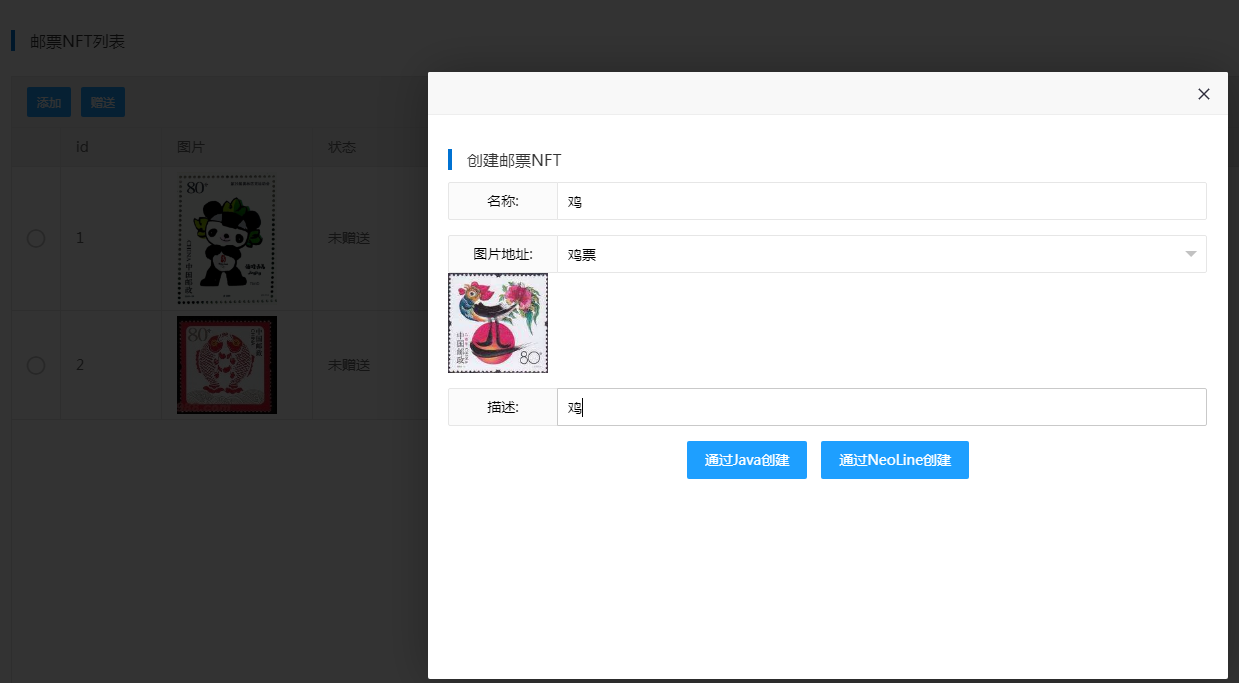 邮票NFT列表
添加 赠送
id 图片 状态
80
1 未赠送
中国邮政
80
2 未赠送
中国邮政
创建邮票NFT
名称: 鸡
图片地址: 鸡票
中国邮政
80
描述: 鸡
通过Java创建 通过NeoLine创建